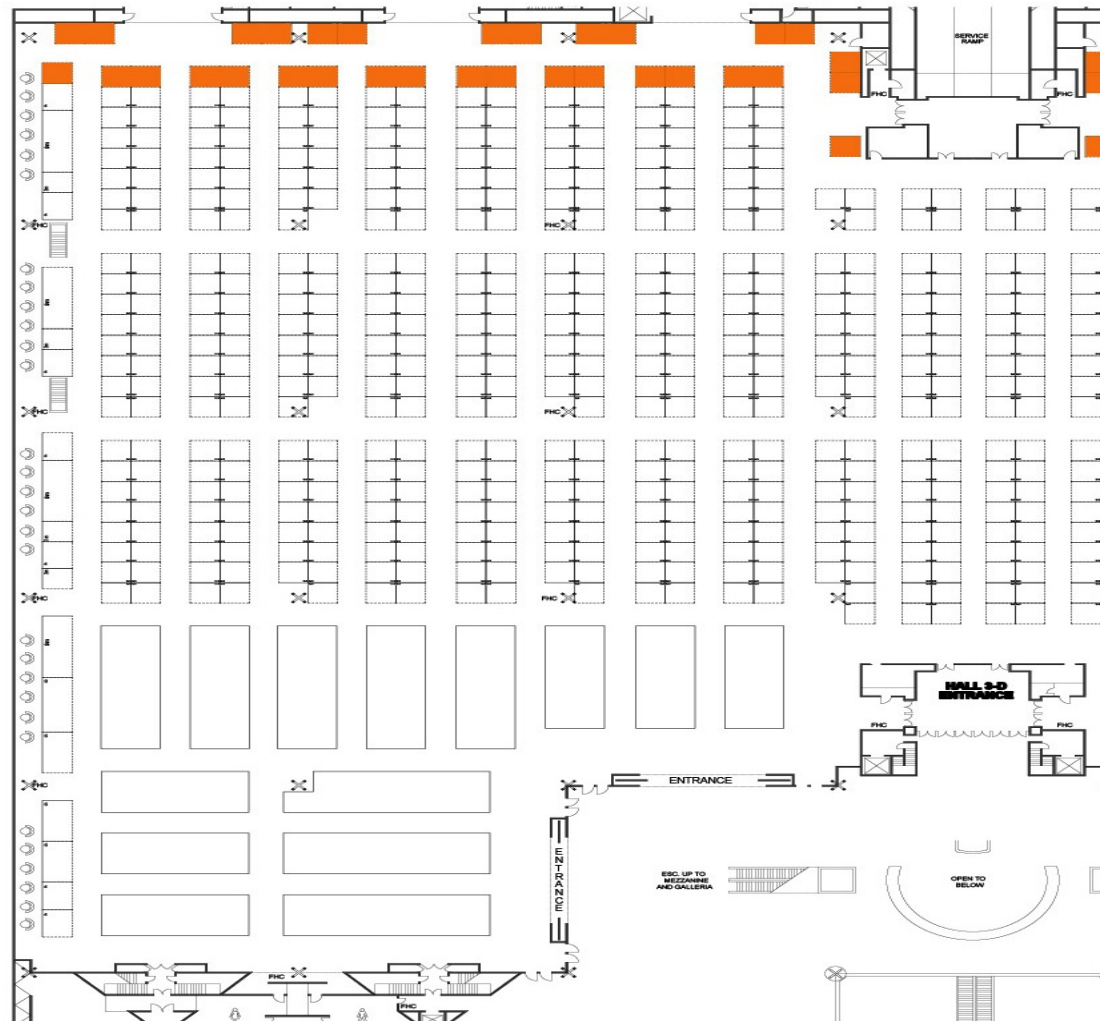 SERVICE
RAMP
FHC
FHC
FHC
FHC
FHC
FHC
FHC
FHC
HALL 3-D
ENTRANCE
FHC
FHC
FHC
ENTRANCE
ENTRANCE
ESC. UP TO
MEZZANINE
AND GALLERIA
OPEN TO
BELOW
FHC
FHC